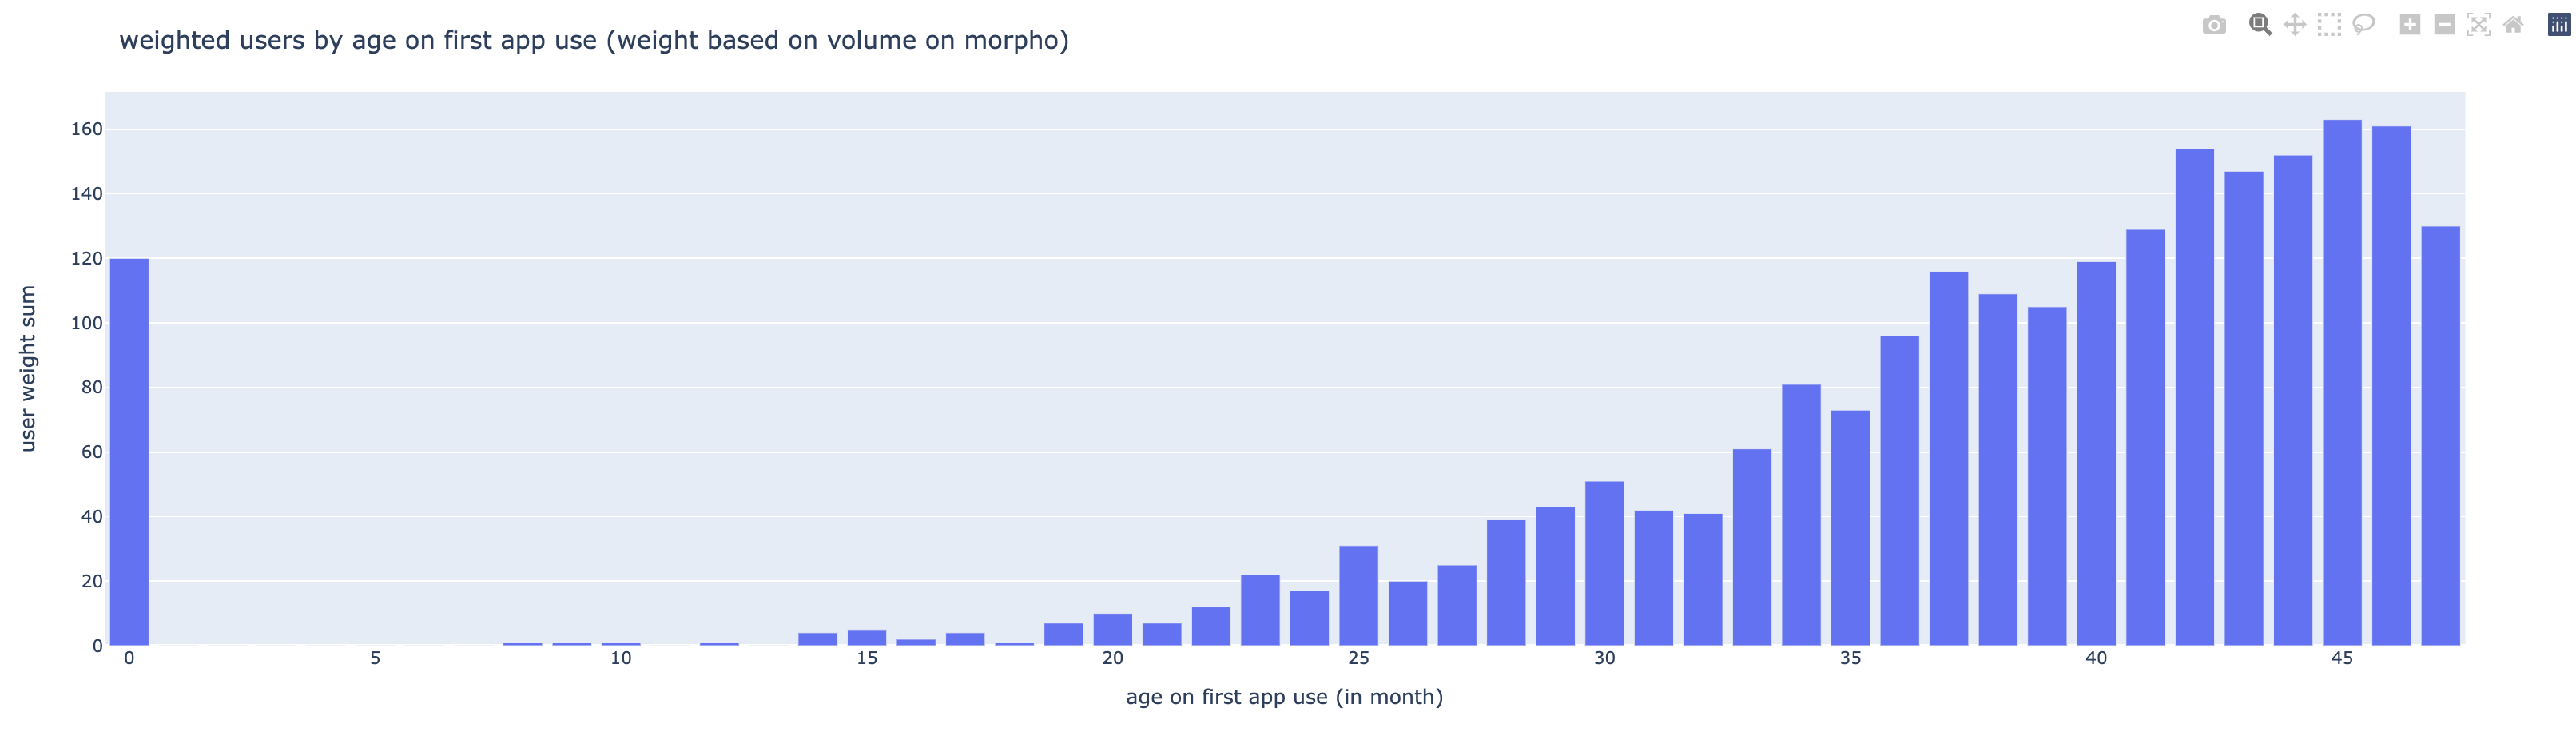 weighted users by age on first app use (weight based on volume on morpho)
160
140
120
100
80
60
40
20
0
user weight sum
0 5 10 15 20 25 30 35 40 45
age on first app use (in month)